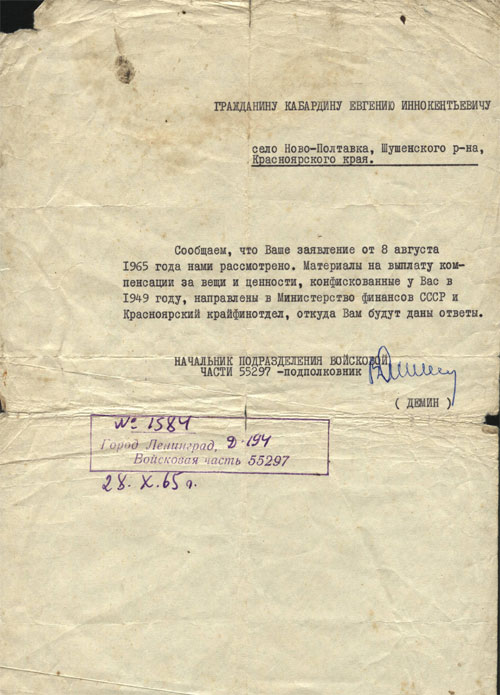 ГРАЖДАНИНУ КАБАРДИНУ ЕВГЕНИЮ ИННОКЕНТЬЕВИЧУ
село Ново-Полтавка, Шушенского р-на,
Красноярского края.
Сообщаем, что Ваше заявление от 8 августа
I965 года нами рассмотрено. Материалы на выплату ком-
пенсации за вещи и ценности, конфискованные у Вас в
I949 году, направлены в Министерство финансов СССР и
Красноярский крайфинотдел, откуда Вам будут даны ответы.
НАЧАЛЬНИК ПОДРАЗДЕЛЕНИЯ ВОЙСКОВОЙ
ЧАСТИ 55297 -подполковник
( ДЕМИН )
№ 1584
Город Ленинград, Д-194
Войсковая часть 55297
28. X. 65 г.